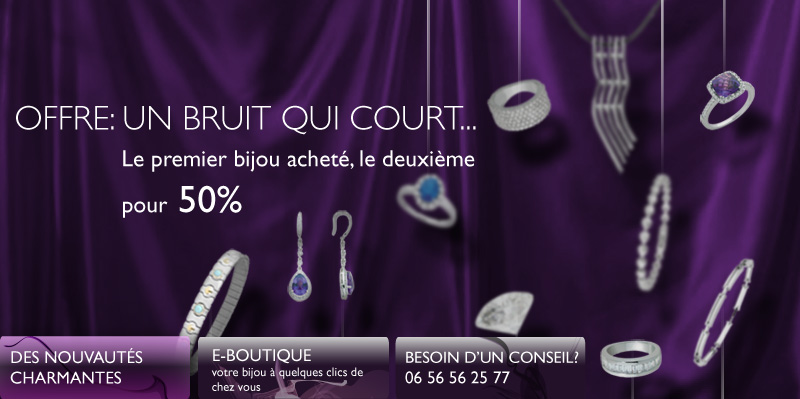 OFFRE: UN BRUIT QUI COURT...
Le premier bijou acheté, le deuxième
pour 50%
DES NOUVAUTÉS
CHARMANTES
E-BOUTIQUE
votre bijou à quelques clics de
chez vous
BESOIN D'UN CONSEIL?
06 56 56 25 77